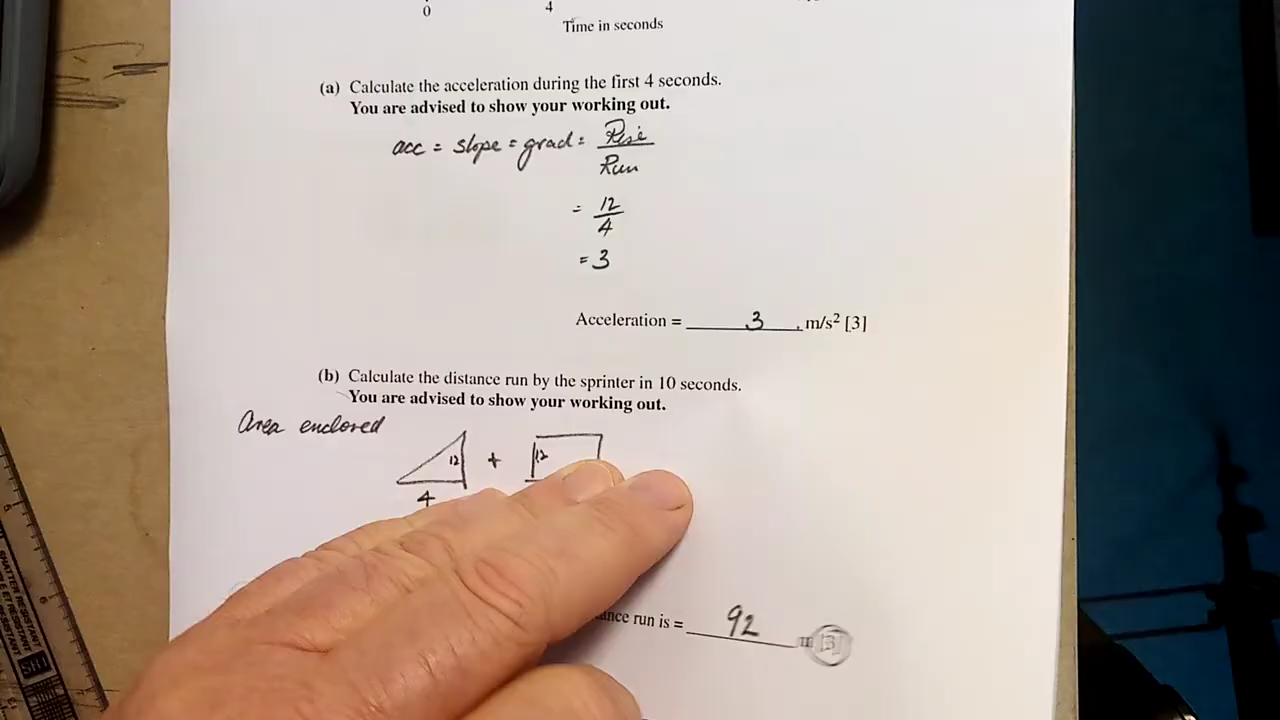 0 4
Time in seconds
(a) Calculate the acceleration during the first 4 seconds.
You are advised to show your working out.
acc = slope = grad = Rise
Run
= 12
4
= 3
Acceleration = 3 m/s² [3]
(b) Calculate the distance run by the sprinter in 10 seconds.
You are advised to show your working out.
Area enclosed
12 + 12
4
ance run is = 92 m [3]
SHATTER RESISTANT